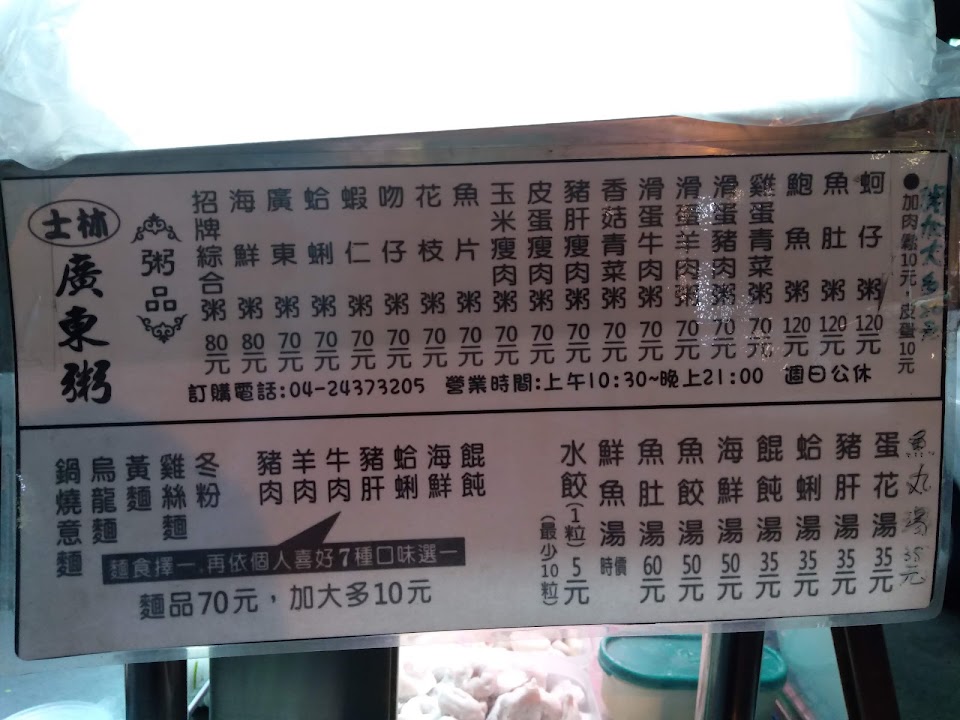 士林
廣東粥
粥品
招牌綜合粥80元
海鮮粥80元
廣東粥70元
蛤蜊粥70元
蝦仁粥70元
吻仔粥70元
花枝粥70元
魚片粥70元
玉米瘦肉粥70元
皮蛋瘦肉粥70元
豬肝瘦肉粥70元
香菇青菜粥70元
滑蛋牛肉粥70元
滑蛋羊肉粥70元
滑蛋豬肉粥70元
雞蛋青菜粥70元
鮑魚粥120元
魚肚粥120元
蚵仔粥120元
●加肉鬆10元，皮蛋10元
訂購電話:04-24373205 營業時間:上午10:30~晚上21:00 週日公休
鍋燒意麵
烏龍麵
黃麵
雞絲麵
冬粉
豬肉
羊肉
牛肉
豬肝
蛤蜊
海鮮
餛飩
麵食擇一.再依個人喜好7種口味選一
麵品70元，加大多10元
水餃(1粒)5元
(最少10粒)
鮮魚湯時價
魚肚湯60元
魚餃湯50元
海鮮湯50元
餛飩湯35元
蛤蜊湯35元
豬肝湯35元
蛋花湯35元
魚丸湯35元